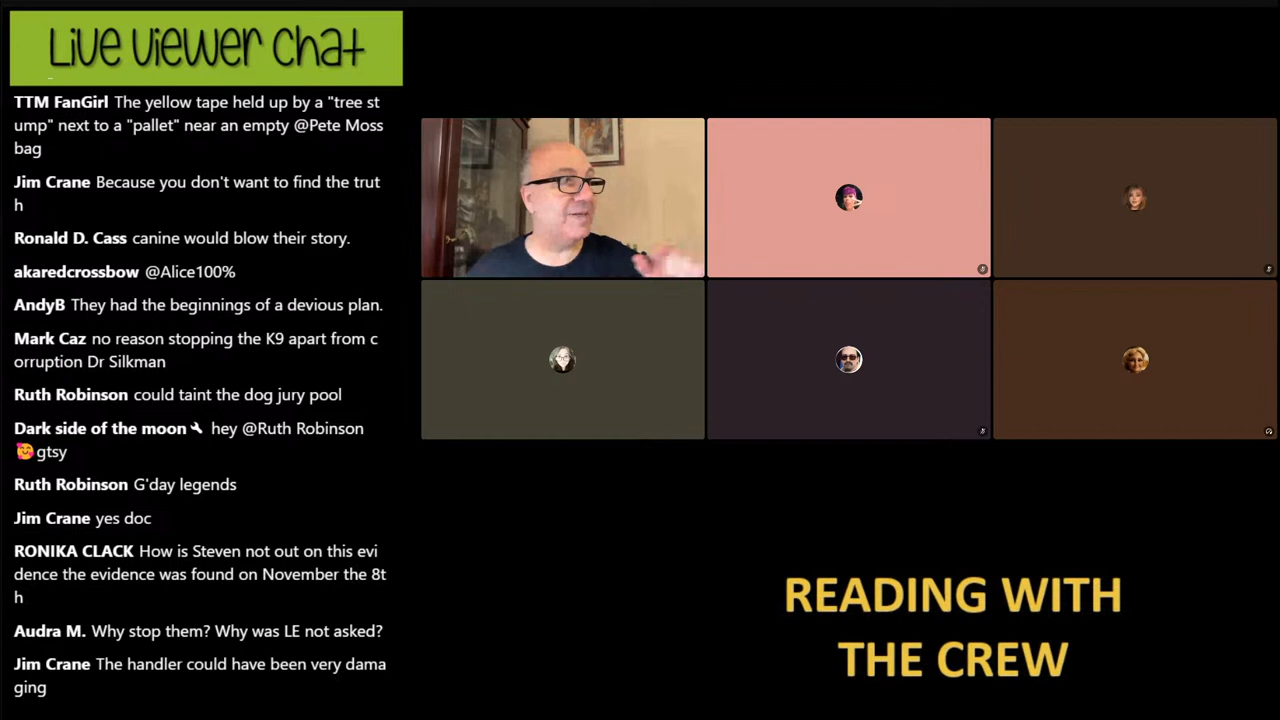 Live Viewer Chat
TTM FanGirl The yellow tape held up by a "tree st
ump" next to a "pallet" near an empty @Pete Moss
bag
Jim Crane Because you don't want to find the trut
h
Ronald D. Cass canine would blow their story.
akaredcrossbow @Alice100%
AndyB They had the beginnings of a devious plan.
Mark Caz no reason stopping the K9 apart from c
orruption Dr Silkman
Ruth Robinson could taint the dog jury pool
Dark side of the moon hey @Ruth Robinson
🥰gtsy
Ruth Robinson G'day legends
Jim Crane yes doc
RONIKA CLACK How is Steven not out on this evi
dence the evidence was found on November the 8t
h
Audra M. Why stop them? Why was LE not asked?
Jim Crane The handler could have been very dama
ging
READING WITH
THE CREW